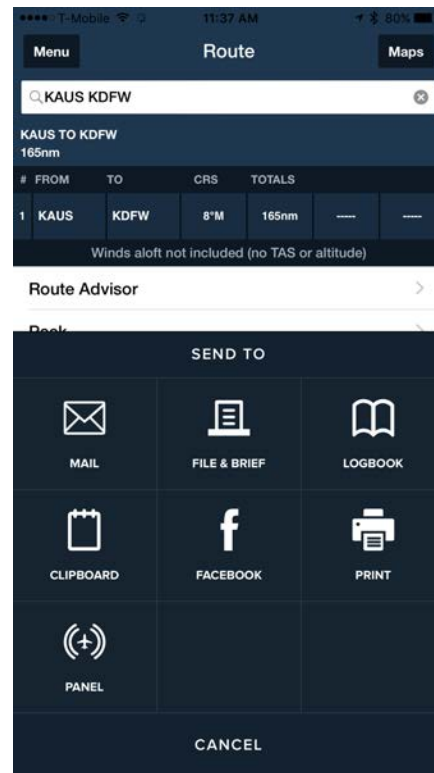 T-Mobile 11:37 AM 80%
Menu Route Maps
KAUS KDFW
KAUS TO KDFW
165nm
# FROM TO CRS TOTALS
1 KAUS KDFW 8°M 165nm ----- -----
Winds aloft not included (no TAS or altitude)
Route Advisor
Pack
SEND TO
MAIL FILE & BRIEF LOGBOOK
CLIPBOARD FACEBOOK PRINT
PANEL
CANCEL